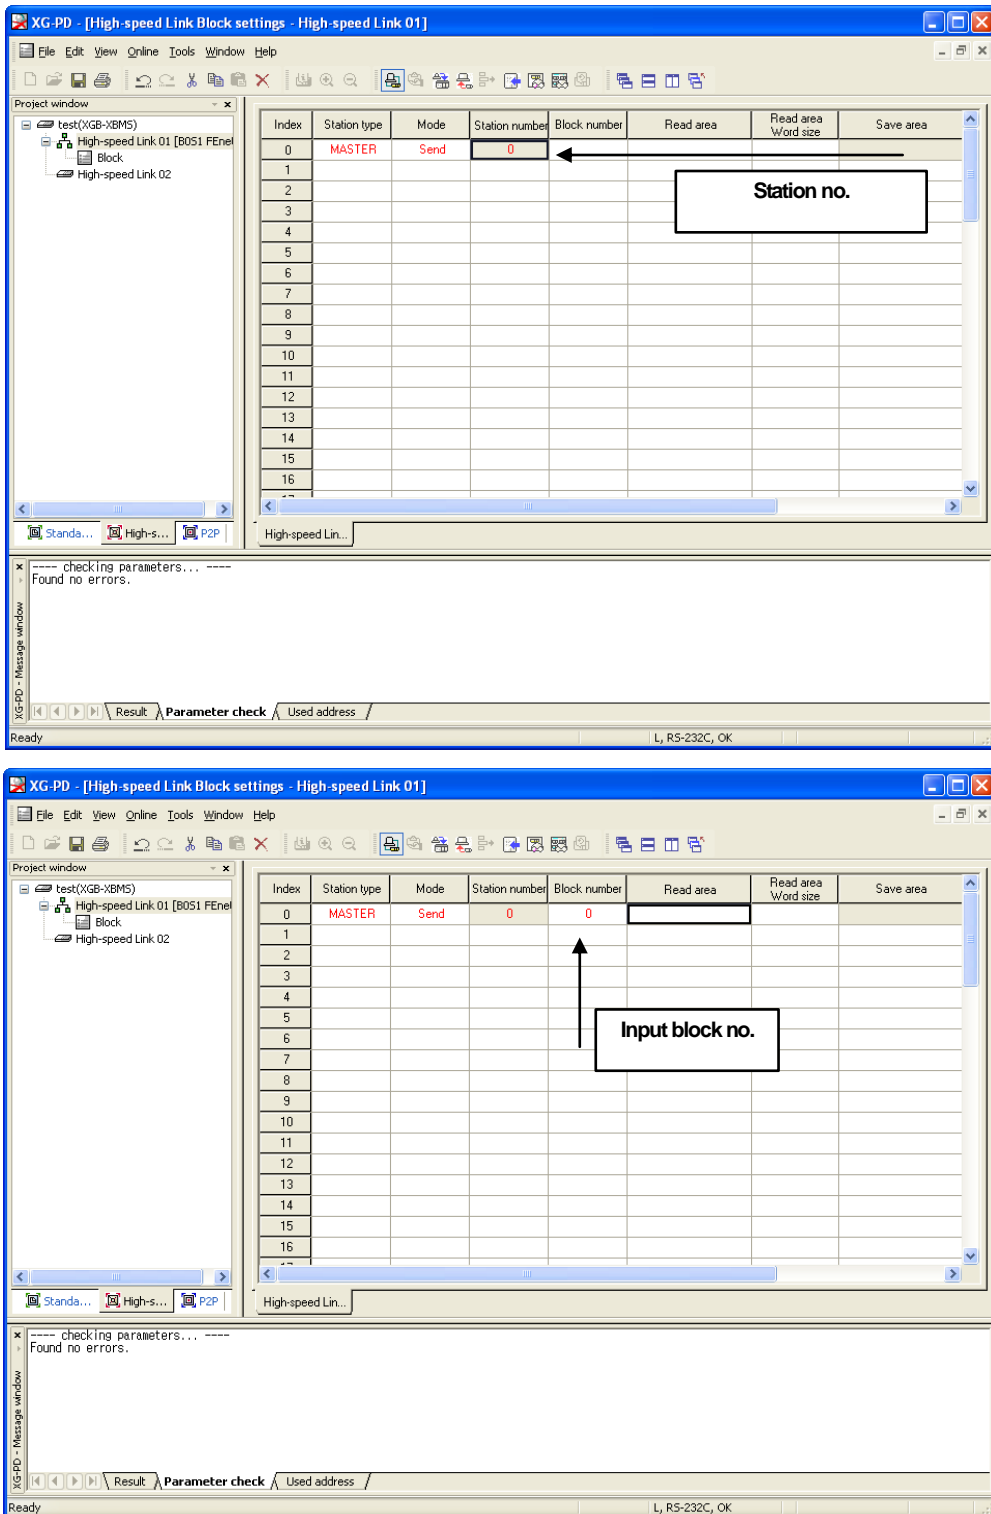 XG-PD - [High-speed Link Block settings - High-speed Link 01]
File Edit View Online Tools Window Help
Project window
test(XGB-XBMS)
High-speed Link 01 [B0S1 FEnet
Block
High-speed Link 02
Index Station type Mode Station number Block number Read area Read area Word size Save area
0 MASTER Send 0
1
2
3
4
5
6
7
8
9
10
11
12
13
14
15
16
Station no.
Standa... High-s... P2P
High-speed Lin...
---- checking parameters... ----
Found no errors.
XG-PD - Message window
Result Parameter check Used address
Ready L, RS-232C, OK
XG-PD - [High-speed Link Block settings - High-speed Link 01]
File Edit View Online Tools Window Help
Project window
test(XGB-XBMS)
High-speed Link 01 [B0S1 FEnet
Block
High-speed Link 02
Index Station type Mode Station number Block number Read area Read area Word size Save area
0 MASTER Send 0 0
1
2
3
4
5
6
7
8
9
10
11
12
13
14
15
16
Input block no.
Standa... High-s... P2P
High-speed Lin...
---- checking parameters... ----
Found no errors.
XG-PD - Message window
Result Parameter check Used address
Ready L, RS-232C, OK